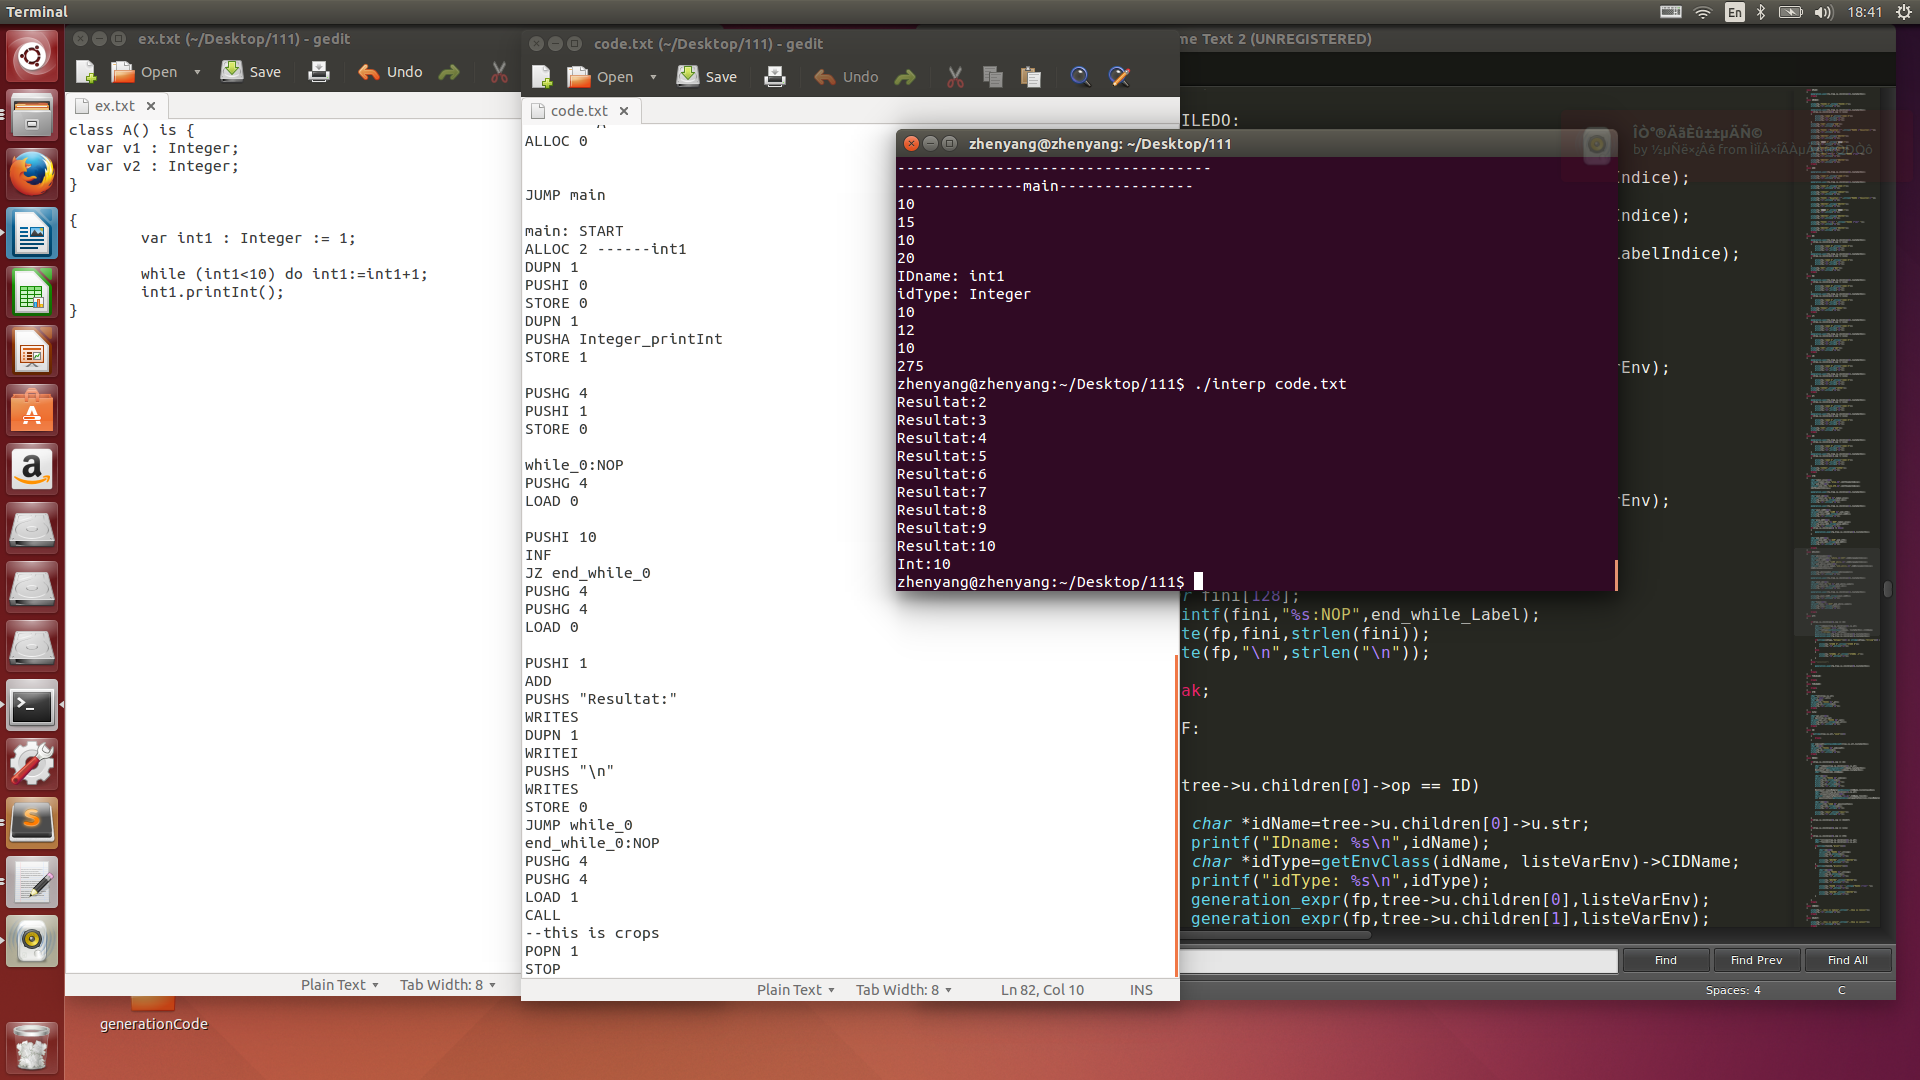 Terminal
En
18:41
ex.txt (~/Desktop/111) - gedit
Open
Save
Undo
ex.txt
class A() is {
var v1 : Integer;
var v2 : Integer;
}
{
var int1 : Integer := 1;
while (int1<10) do int1:=int1+1;
int1.printInt();
}
Plain Text
Tab Width: 8
code.txt (~/Desktop/111) - gedit
Open
Save
Undo
code.txt
ALLOC 0
JUMP main
main: START
ALLOC 2 ------int1
DUPN 1
PUSHI 0
STORE 0
DUPN 1
PUSHA Integer_printInt
STORE 1
PUSHG 4
PUSHI 1
STORE 0
while_0:NOP
PUSHG 4
LOAD 0
PUSHI 10
INF
JZ end_while_0
PUSHG 4
PUSHG 4
LOAD 0
PUSHI 1
ADD
PUSHS "Resultat:"
WRITES
DUPN 1
WRITEI
PUSHS "\n"
WRITES
STORE 0
JUMP while_0
end_while_0:NOP
PUSHG 4
PUSHG 4
LOAD 1
CALL
--this is crops
POPN 1
STOP
Plain Text
Tab Width: 8
Ln 82, Col 10
INS
zhenyang@zhenyang: ~/Desktop/111
-----------------------------------
--------------main---------------
10
15
10
20
IDname: int1
idType: Integer
10
12
10
275
zhenyang@zhenyang:~/Desktop/111$ ./interp code.txt
Resultat:2
Resultat:3
Resultat:4
Resultat:5
Resultat:6
Resultat:7
Resultat:8
Resultat:9
Resultat:10
Int:10
zhenyang@zhenyang:~/Desktop/111$
me Text 2 (UNREGISTERED)
ILEDO:
Indice);
Indice);
abelIndice);
rEnv);
rEnv);
r fini[128];
intf(fini,"%s:NOP",end_while_Label);
te(fp,fini,strlen(fini));
te(fp,"\n",strlen("\n"));
ak;
F:
tree->u.children[0]->op == ID)
char *idName=tree->u.children[0]->u.str;
printf("IDname: %s\n",idName);
char *idType=getEnvClass(idName, listeVarEnv)->CIDName;
printf("idType: %s\n",idType);
generation_expr(fp,tree->u.children[0],listeVarEnv);
generation expr(fp,tree->u.children[1],listeVarEnv);
Find
Find Prev
Find All
Spaces: 4
C
generationCode